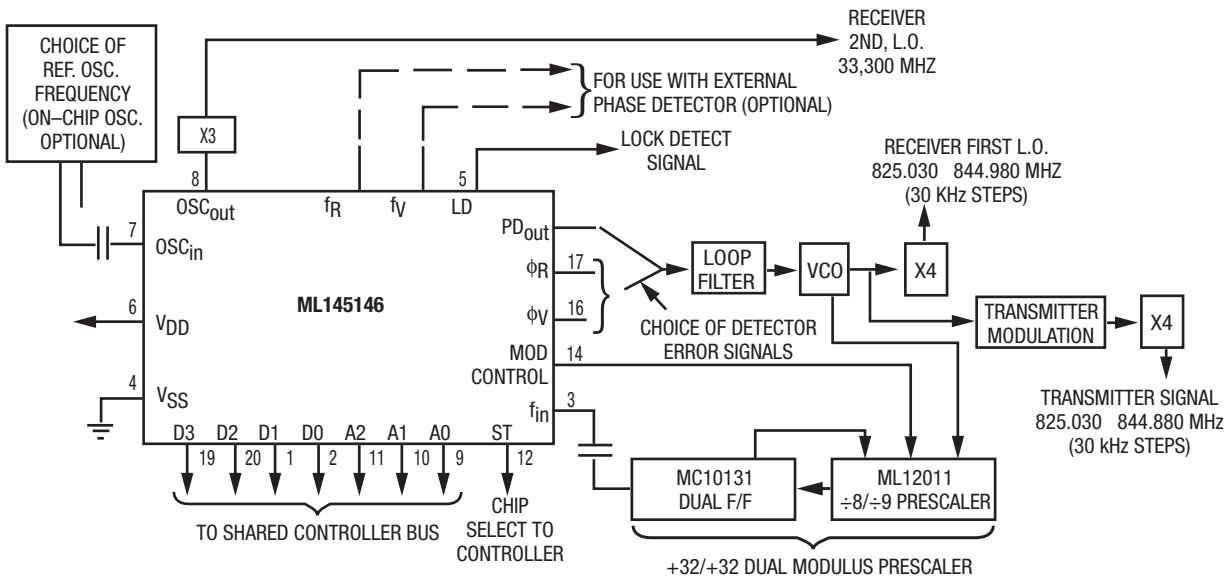 CHOICE OF
REF. OSC.
FREQUENCY
(ON–CHIP OSC.
OPTIONAL)
RECEIVER
2ND, L.O.
33,300 MHZ
X3
FOR USE WITH EXTERNAL
PHASE DETECTOR (OPTIONAL)
LOCK DETECT
SIGNAL
RECEIVER FIRST L.O.
825.030 844.980 MHZ
(30 KHz STEPS)
8
5
OSCout
fR
fV
LD
7
OSCin
PDout
ϕR
17
LOOP
FILTER
VCO
X4
ML145146
6
VDD
ϕV
16
CHOICE OF DETECTOR
ERROR SIGNALS
TRANSMITTER
MODULATION
X4
MOD
CONTROL
14
4
VSS
fin
3
TRANSMITTER SIGNAL
825.030 844.880 MHz
(30 kHz STEPS)
D3 D2 D1 D0 A2 A1 A0 ST
19 20 1 2 11 10 9 12
TO SHARED CONTROLLER BUS
CHIP
SELECT TO
CONTROLLER
MC10131
DUAL F/F
ML12011
÷8/÷9 PRESCALER
+32/+32 DUAL MODULUS PRESCALER